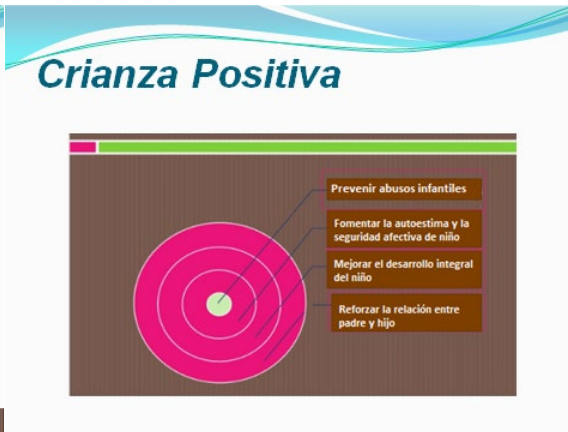 Crianza Positiva
Prevenir abusos infantiles
Fomentar la autoestima y la
seguridad afectiva de niño
Mejorar el desarrollo integral
del niño
Reforzar la relación entre
padre y hijo